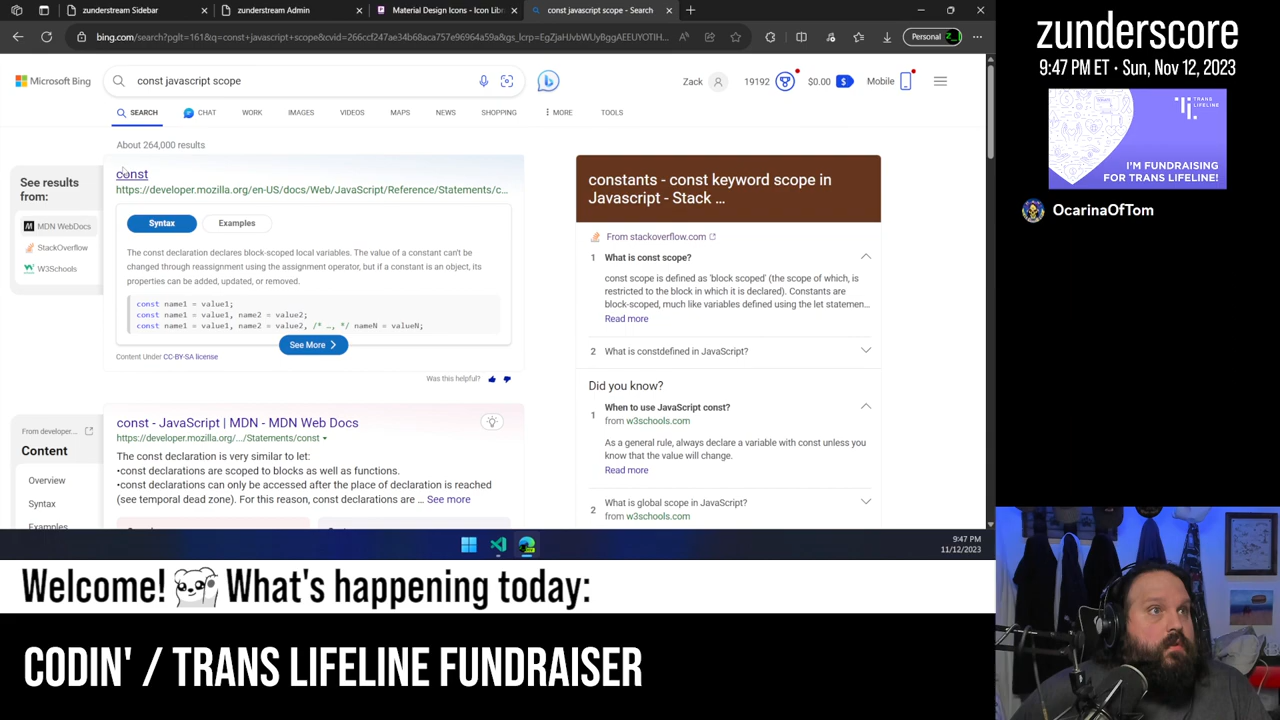 zunderstream Sidebar
zunderstream Admin
Material Design Icons - Icon Lib
const javascript scope - Search
bing.com/search?pglt=161&q=const+javascript+scope&cvid=266ccf247ae34b68aca757e96964a59a&gs_lcrp=EgZjaHJvbWUyBggAEEUYOTIH...
Personal
Microsoft Bing
const javascript scope
Zack
19192
$0.00
Mobile
SEARCH
CHAT
WORK
IMAGES
VIDEOS
MAPS
NEWS
SHOPPING
MORE
TOOLS
About 264,000 results
See results
from:
MDN WebDocs
StackOverflow
W3Schools
const
https://developer.mozilla.org/en-US/docs/Web/JavaScript/Reference/Statements/c...
Syntax
Examples
The const declaration declares block-scoped local variables. The value of a constant can't be
changed through reassignment using the assignment operator, but if a constant is an object, its
properties can be added, updated, or removed.
const name1 = value1;
const name1 = value1, name2 = value2;
const name1 = value1, name2 = value2, /* …, */ nameN = valueN;
See More
Content Under CC-BY-SA license
Was this helpful?
From developer...
Content
Overview
Syntax
Examples
const - JavaScript | MDN - MDN Web Docs
https://developer.mozilla.org/.../Statements/const
The const declaration is very similar to let:
•const declarations are scoped to blocks as well as functions.
•const declarations can only be accessed after the place of declaration is reached
(see temporal dead zone). For this reason, const declarations are ... See more
constants - const keyword scope in
Javascript - Stack ...
From stackoverflow.com
1 What is const scope?
const scope is defined as 'block scoped' (the scope of which, is
restricted to the block in which it is declared). Constants are
block-scoped, much like variables defined using the let statemen...
Read more
2 What is constdefined in JavaScript?
Did you know?
1 When to use JavaScript const?
from w3schools.com
As a general rule, always declare a variable with const unless you
know that the value will change.
Read more
2 What is global scope in JavaScript?
from w3schools.com
9:47 PM
11/12/2023
zunderscore
9:47 PM ET · Sun, Nov 12, 2023
TRANS
LIFELINE
I'M FUNDRAISING
FOR TRANS LIFELINE!
OcarinaOfTom
Welcome! What's happening today:
CODIN' / TRANS LIFELINE FUNDRAISER